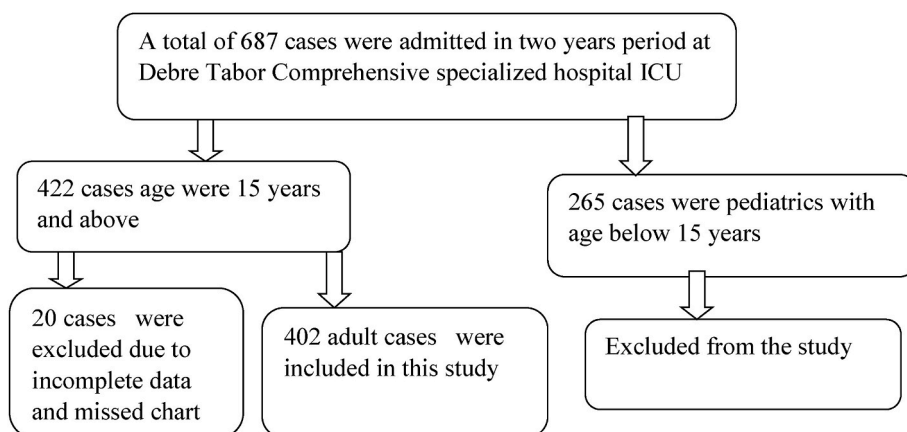 A total of 687 cases were admitted in two years period at
Debre Tabor Comprehensive specialized hospital ICU
422 cases age were 15 years
and above
265 cases were pediatrics with
age below 15 years
20 cases were
excluded due to
incomplete data
and missed chart
402 adult cases were
included in this study
Excluded from the study